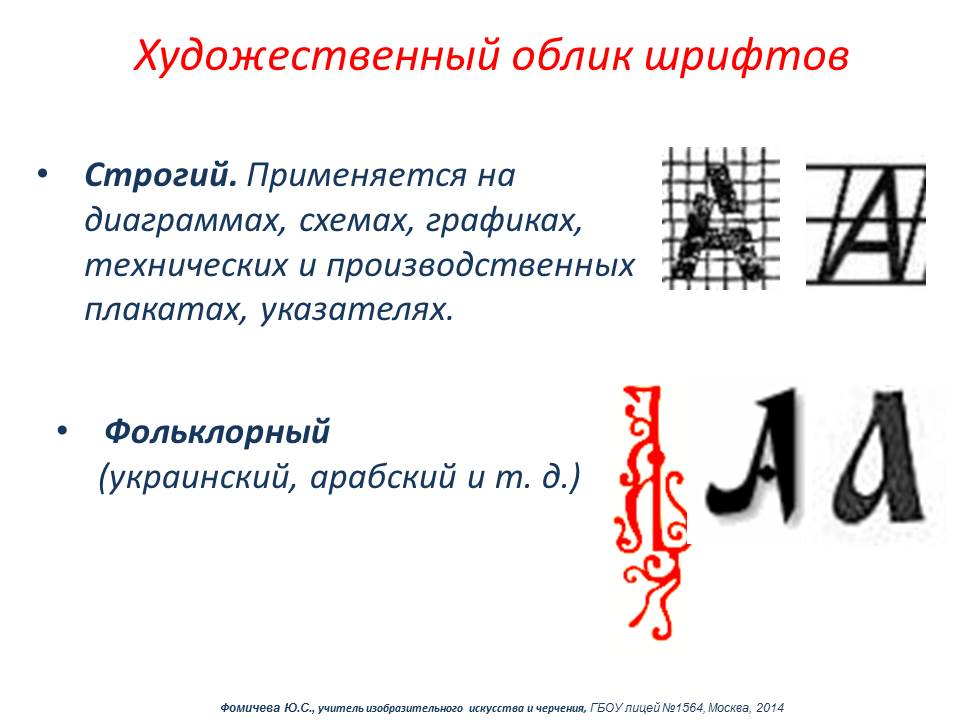 Художественный облик шрифтов
• Строгий. Применяется на
диаграммах, схемах, графиках,
технических и производственных
плакатах, указателях.
А А
• Фольклорный
(украинский, арабский и т. д.)
А А А
Фомичева Ю.С., учитель изобразительного искусства и черчения, ГБОУ лицей №1564, Москва, 2014